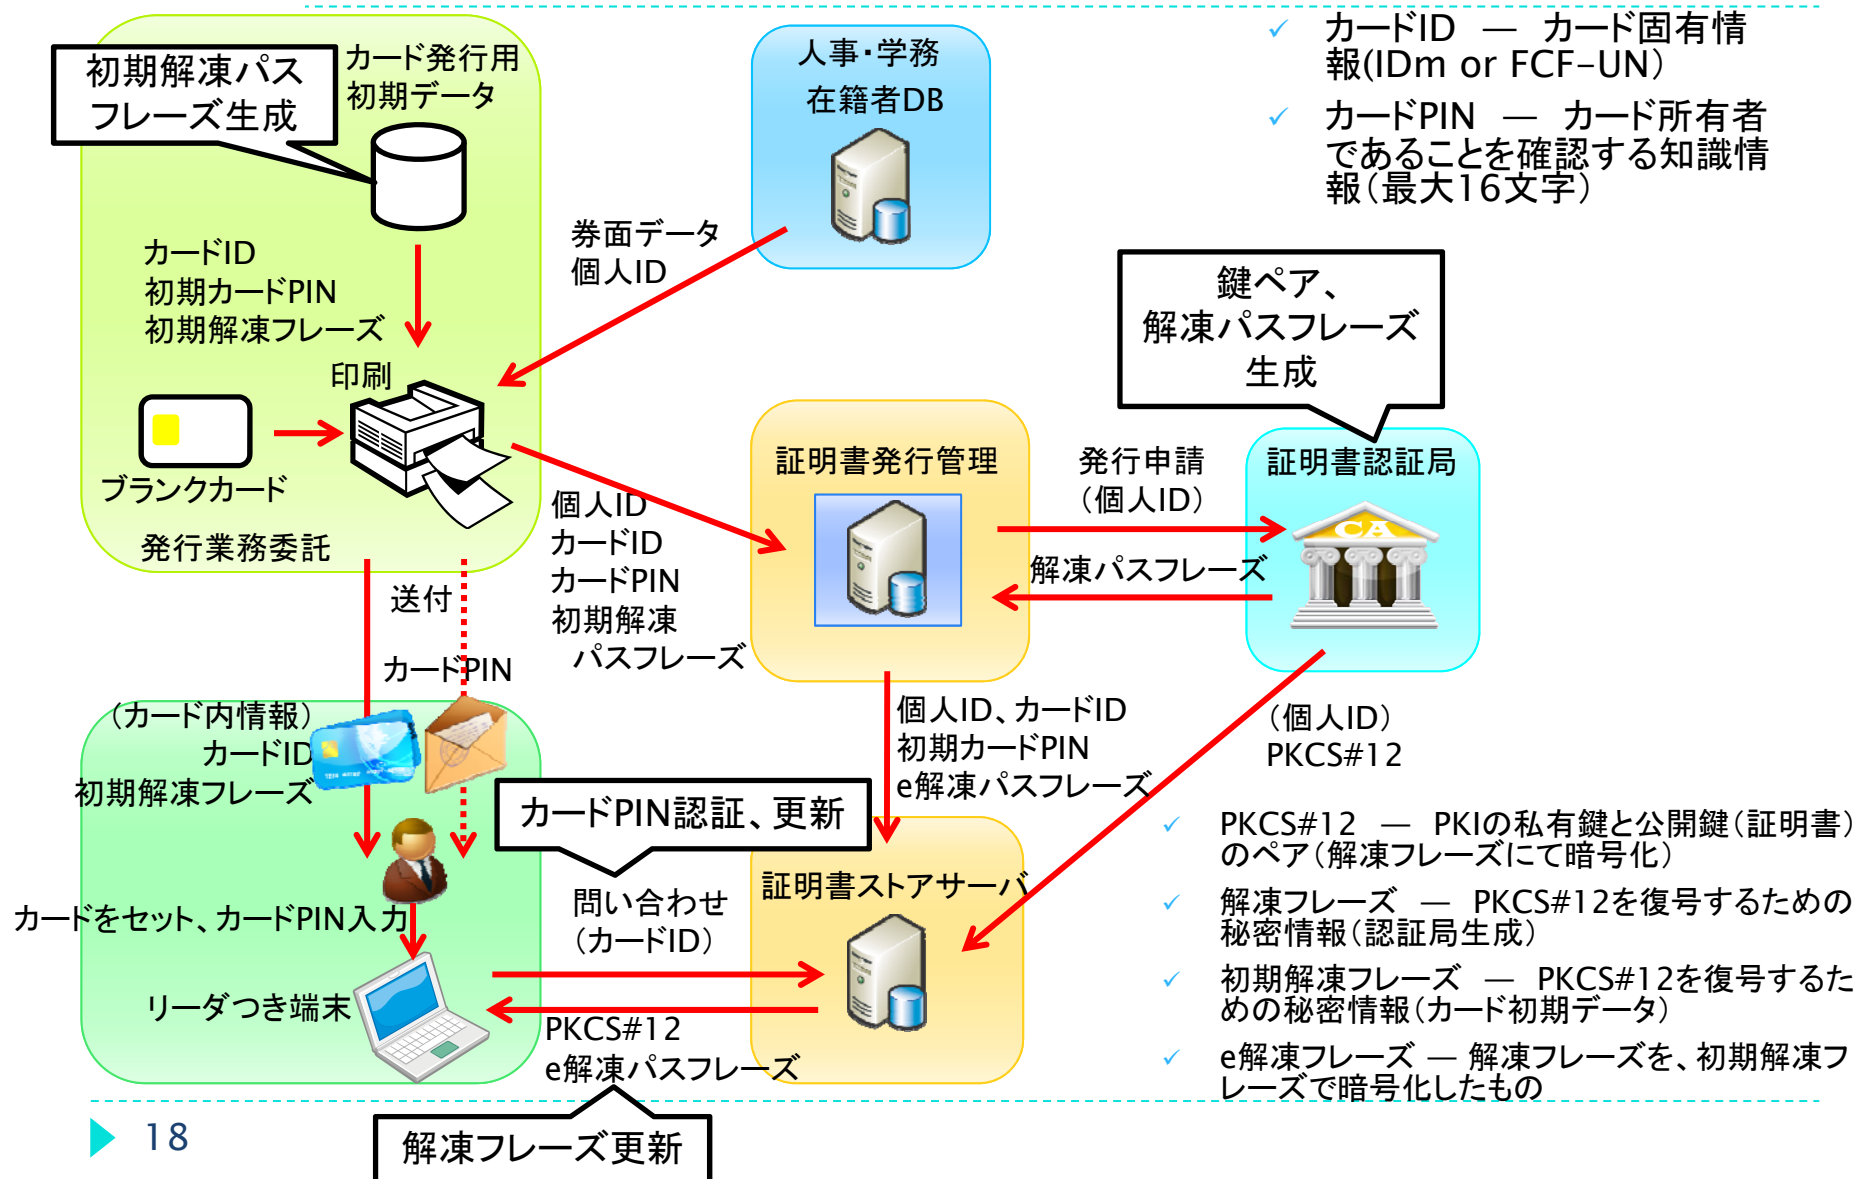 初期解凍パス
フレーズ生成
カード発行用
初期データ
カードID
初期カードPIN
初期解凍フレーズ
印刷
ブランクカード
発行業務委託
人事・学務
在籍者DB
券面データ
個人ID
✓ カードID ― カード固有情
報(IDm or FCF-UN)
✓ カードPIN ― カード所有者
であることを確認する知識情
報(最大16文字)
鍵ペア、
解凍パスフレーズ
生成
証明書発行管理
発行申請
(個人ID)
証明書認証局
CA
解凍パスフレーズ
個人ID
カードID
カードPIN
初期解凍
パスフレーズ
送付
カードPIN
(カード内情報)
カードID
初期解凍フレーズ
個人ID、カードID
初期カードPIN
e解凍パスフレーズ
(個人ID)
PKCS#12
カードPIN認証、更新
カードをセット、カードPIN入力
問い合わせ
(カードID)
証明書ストアサーバ
リーダつき端末
PKCS#12
e解凍パスフレーズ
解凍フレーズ更新
✓ PKCS#12 ― PKIの私有鍵と公開鍵(証明書)
のペア(解凍フレーズにて暗号化)
✓ 解凍フレーズ ― PKCS#12を復号するための
秘密情報(認証局生成)
✓ 初期解凍フレーズ ― PKCS#12を復号するた
めの秘密情報(カード初期データ)
✓ e解凍フレーズ ― 解凍フレーズを、初期解凍フ
レーズで暗号化したもの
18